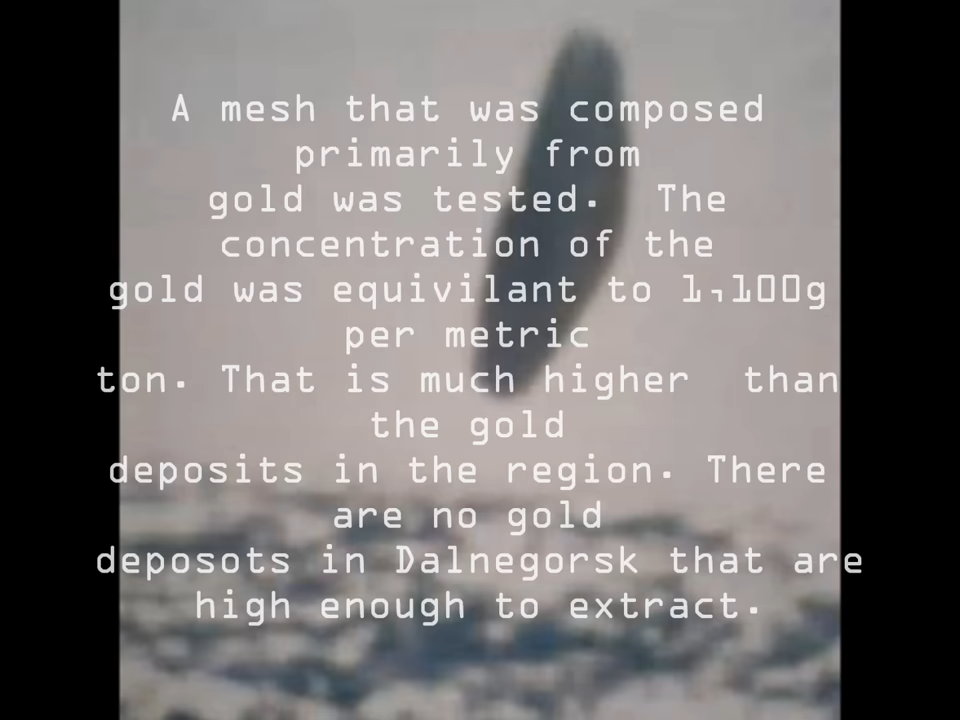 A mesh that was composed
primarily from
gold was tested.  The
concentration of the
gold was equivilant to 1,100g
per metric
ton. That is much higher  than
the gold
deposits in the region. There
are no gold
deposots in Dalnegorsk that are
high enough to extract.